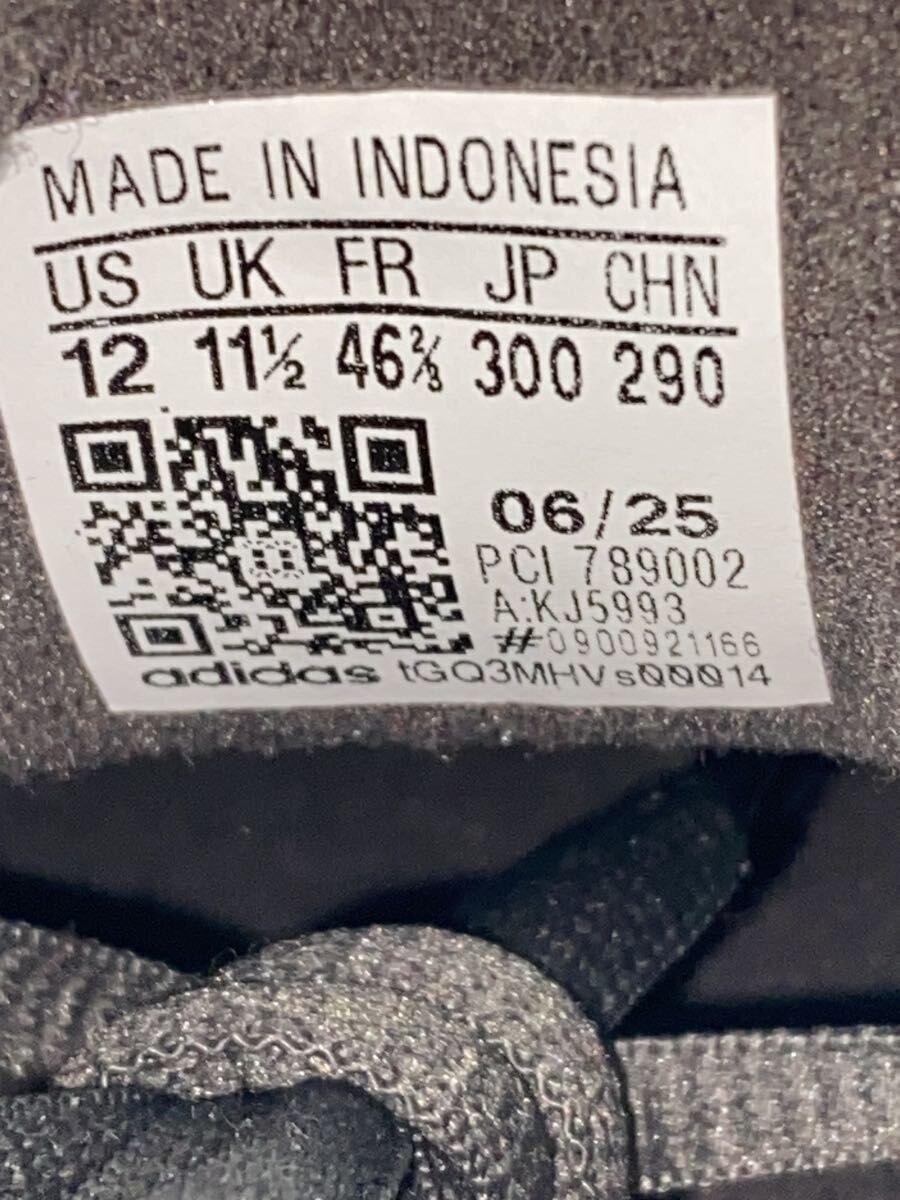 MADE IN INDONESIA
US UK FR JP CHN
12 11½ 46⅔ 300 290
06/25
PCI 789002
A:KJ5993
#0900921166
adidas tGQ3MHVs00014